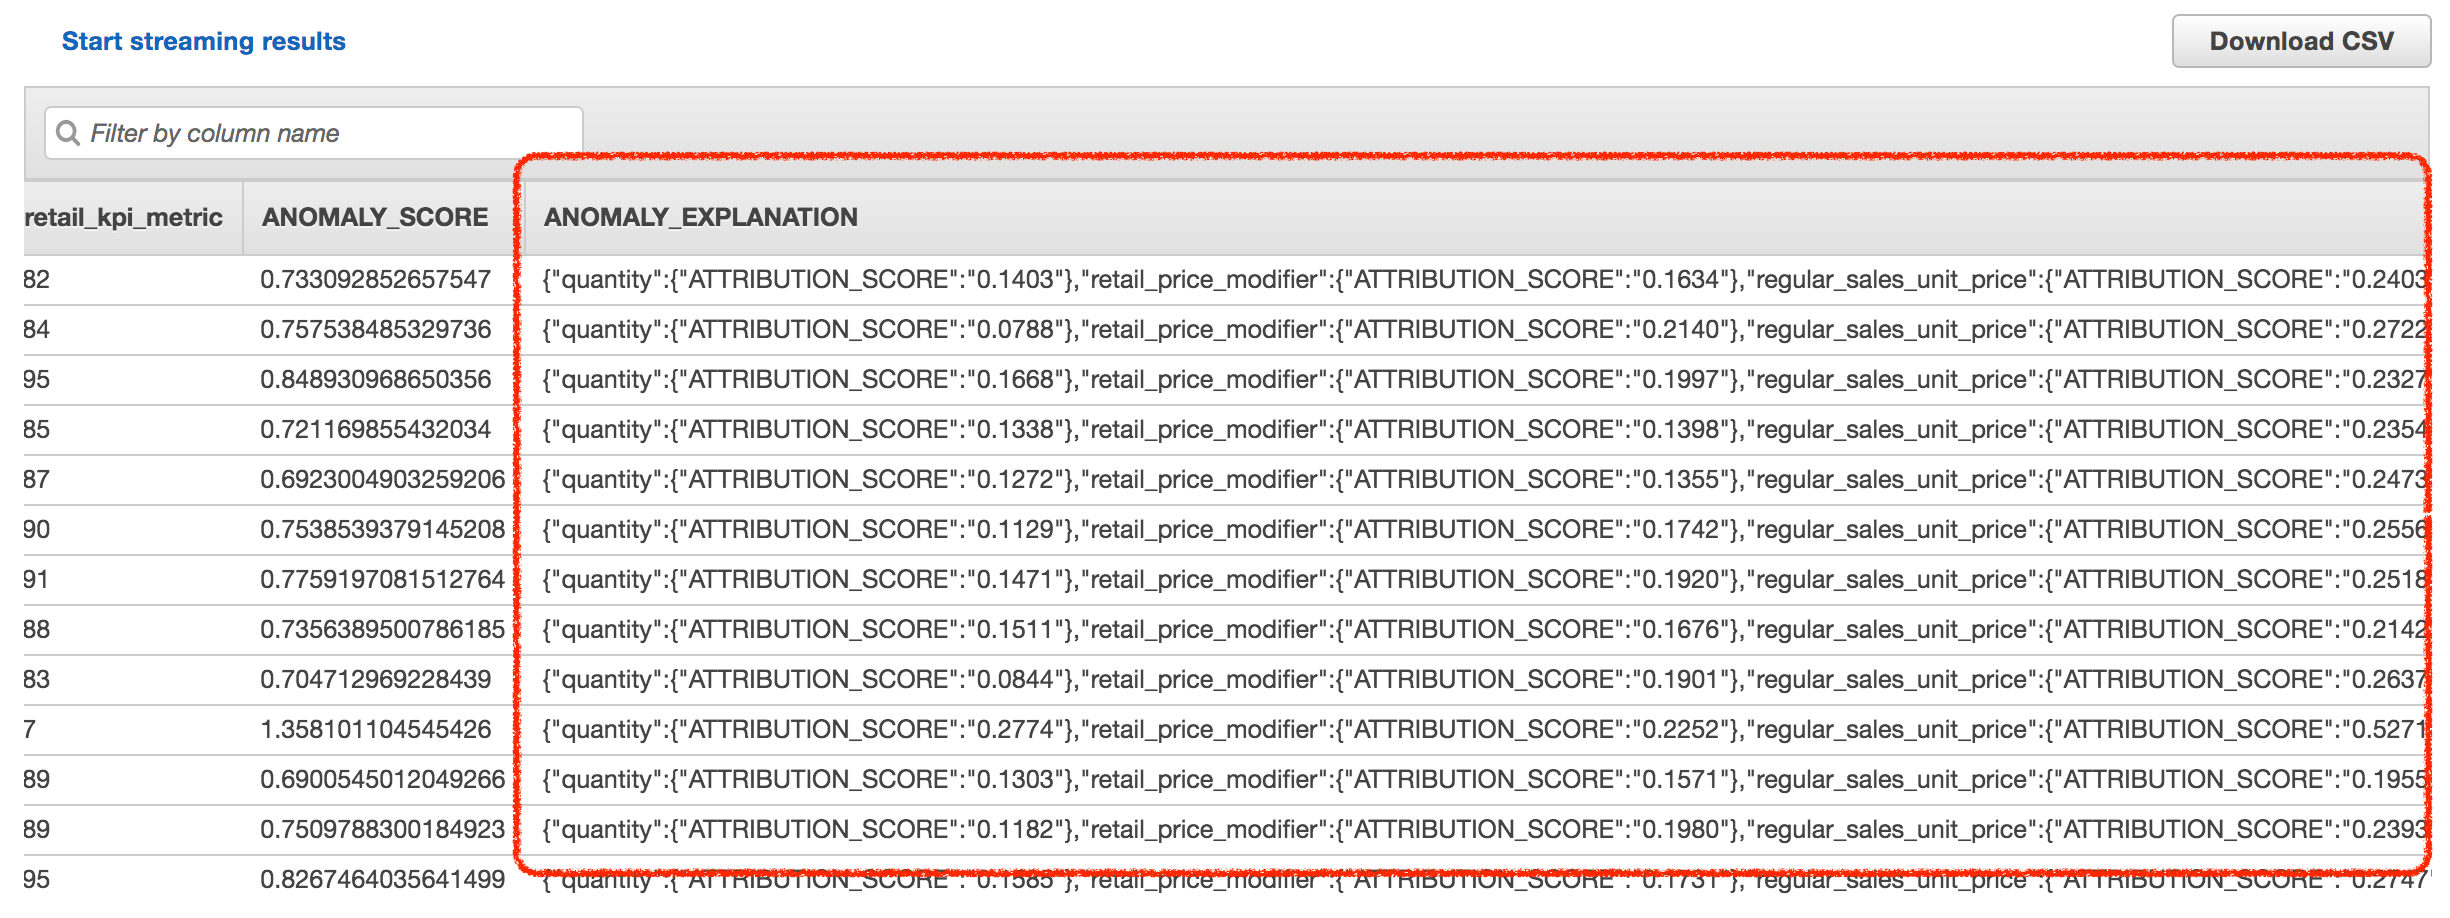 Start streaming results
Download CSV
Filter by column name
retail_kpi_metric ANOMALY_SCORE ANOMALY_EXPLANATION
82 0.733092852657547 {"quantity":{"ATTRIBUTION_SCORE":"0.1403"},"retail_price_modifier":{"ATTRIBUTION_SCORE":"0.1634"},"regular_sales_unit_price":{"ATTRIBUTION_SCORE":"0.2403
84 0.757538485329736 {"quantity":{"ATTRIBUTION_SCORE":"0.0788"},"retail_price_modifier":{"ATTRIBUTION_SCORE":"0.2140"},"regular_sales_unit_price":{"ATTRIBUTION_SCORE":"0.2722
95 0.848930968650356 {"quantity":{"ATTRIBUTION_SCORE":"0.1668"},"retail_price_modifier":{"ATTRIBUTION_SCORE":"0.1997"},"regular_sales_unit_price":{"ATTRIBUTION_SCORE":"0.2327
85 0.721169855432034 {"quantity":{"ATTRIBUTION_SCORE":"0.1338"},"retail_price_modifier":{"ATTRIBUTION_SCORE":"0.1398"},"regular_sales_unit_price":{"ATTRIBUTION_SCORE":"0.2354
87 0.6923004903259206 {"quantity":{"ATTRIBUTION_SCORE":"0.1272"},"retail_price_modifier":{"ATTRIBUTION_SCORE":"0.1355"},"regular_sales_unit_price":{"ATTRIBUTION_SCORE":"0.2473
90 0.7538539379145208 {"quantity":{"ATTRIBUTION_SCORE":"0.1129"},"retail_price_modifier":{"ATTRIBUTION_SCORE":"0.1742"},"regular_sales_unit_price":{"ATTRIBUTION_SCORE":"0.2556
91 0.7759197081512764 {"quantity":{"ATTRIBUTION_SCORE":"0.1471"},"retail_price_modifier":{"ATTRIBUTION_SCORE":"0.1920"},"regular_sales_unit_price":{"ATTRIBUTION_SCORE":"0.2518
88 0.7356389500786185 {"quantity":{"ATTRIBUTION_SCORE":"0.1511"},"retail_price_modifier":{"ATTRIBUTION_SCORE":"0.1676"},"regular_sales_unit_price":{"ATTRIBUTION_SCORE":"0.2142
83 0.704712969228439 {"quantity":{"ATTRIBUTION_SCORE":"0.0844"},"retail_price_modifier":{"ATTRIBUTION_SCORE":"0.1901"},"regular_sales_unit_price":{"ATTRIBUTION_SCORE":"0.2637
7 1.358101104545426 {"quantity":{"ATTRIBUTION_SCORE":"0.2774"},"retail_price_modifier":{"ATTRIBUTION_SCORE":"0.2252"},"regular_sales_unit_price":{"ATTRIBUTION_SCORE":"0.5271
89 0.6900545012049266 {"quantity":{"ATTRIBUTION_SCORE":"0.1303"},"retail_price_modifier":{"ATTRIBUTION_SCORE":"0.1571"},"regular_sales_unit_price":{"ATTRIBUTION_SCORE":"0.1955
89 0.7509788300184923 {"quantity":{"ATTRIBUTION_SCORE":"0.1182"},"retail_price_modifier":{"ATTRIBUTION_SCORE":"0.1980"},"regular_sales_unit_price":{"ATTRIBUTION_SCORE":"0.2393
95 0.8267464035641499 {"quantity":{"ATTRIBUTION_SCORE":"0.1585"},"retail_price_modifier":{"ATTRIBUTION_SCORE":"0.1731"},"regular_sales_unit_price":{"ATTRIBUTION_SCORE":"0.2747